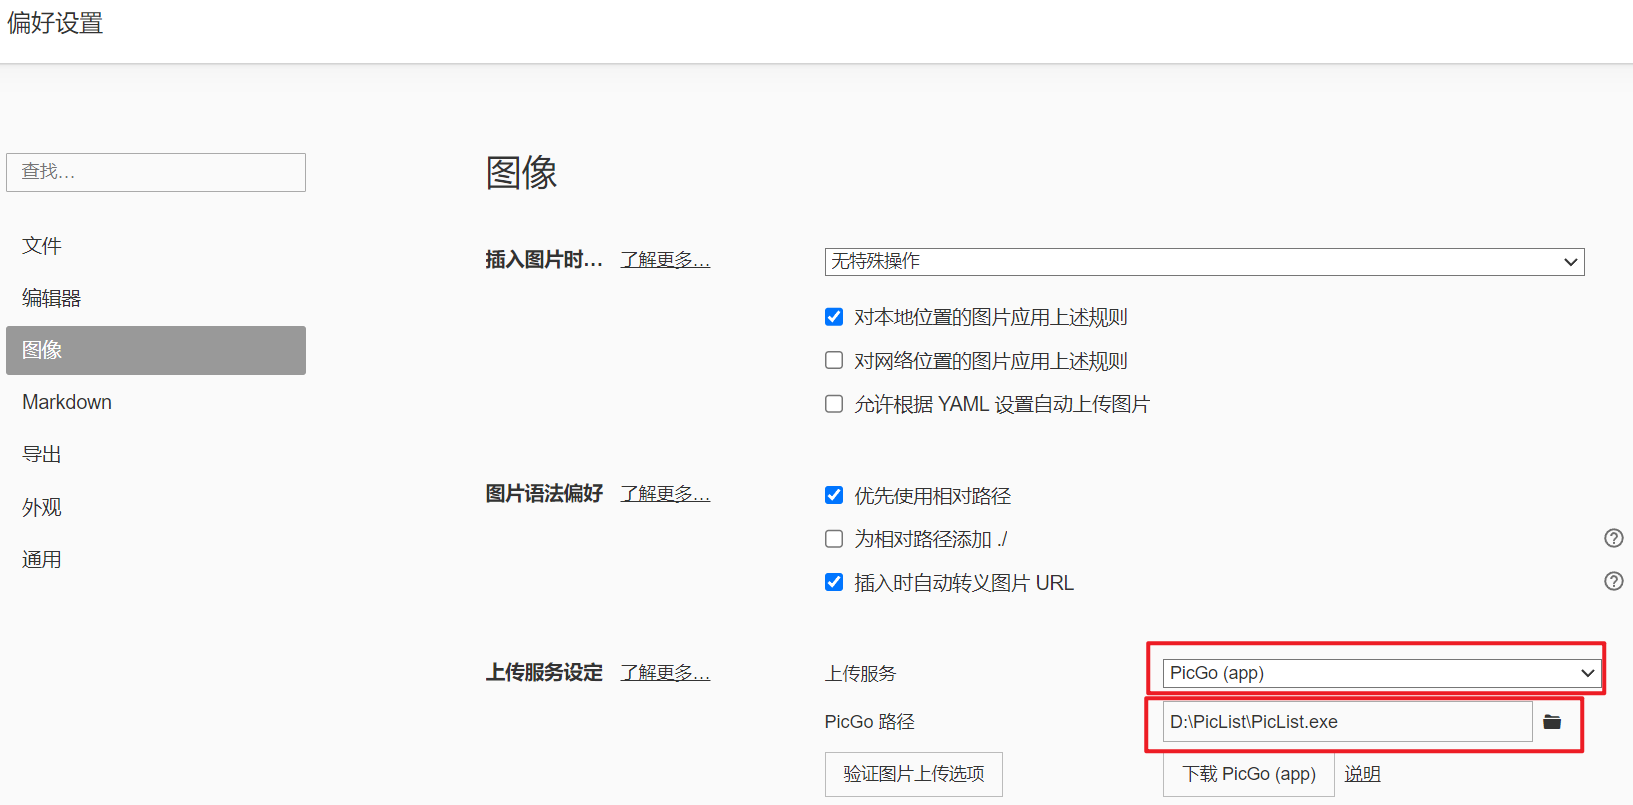 偏好设置
查找...
文件
编辑器
图像
Markdown
导出
外观
通用
图像
插入图片时... 了解更多... 无特殊操作
对本地位置的图片应用上述规则
对网络位置的图片应用上述规则
允许根据 YAML 设置自动上传图片
图片语法偏好 了解更多... 优先使用相对路径
为相对路径添加 ./
插入时自动转义图片 URL
上传服务设定 了解更多... 上传服务 PicGo (app)
PicGo 路径 D:\PicList\PicList.exe
验证图片上传选项 下载 PicGo (app) 说明